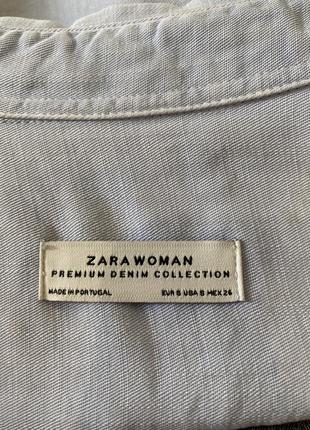 ZARA WOMAN
PREMIUM DENIM COLLECTION
MADE IN PORTUGAL EUR S USA S MEX 26